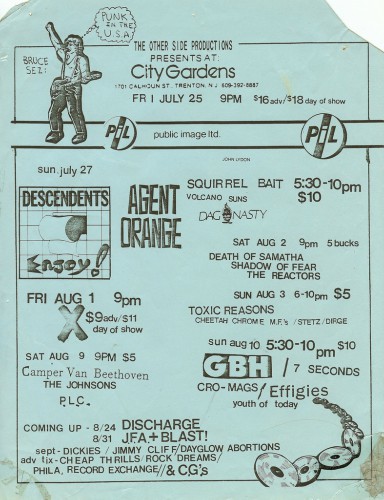 PUNK
IN THE
U.S.A.
BRUCE
SEZ:
THE OTHER SIDE PRODUCTIONS
PRESENTS AT:
City Gardens
1701 CALHOUN ST., TRENTON, NJ 609-392-8887
FRI JULY 25 9PM $16 adv/$18 day of show
PiL public image ltd. PiL
JOHN LYDON
sun. july 27
DESCENDENTS
Enjoy!
AGENT
ORANGE
SQUIRREL BAIT 5:30-10pm
VOLCANO SUNS $10
DAG NASTY
SAT AUG 2 9pm 5 bucks
DEATH OF SAMATHA
SHADOW OF FEAR
THE REACTORS
FRI AUG 1 9pm
X $9adv/$11
day of show
SUN AUG 3 6-10pm $5
TOXIC REASONS
CHEETAH CHROME M.F.'s / STETZ / DIRGE
SAT AUG 9 9PM $5
Camper Van Beethoven
THE JOHNSONS
P.L.C.
sun aug 10 5:30-10pm $10
GBH / 7 SECONDS
CRO-MAGS / Effigies
youth of today
COMING UP - 8/24 DISCHARGE
8/31 J.F.A. + BLAST!
sept - DICKIES / JIMMY CLIFF / DAYGLOW ABORTIONS
adv tix - CHEAP THRILLS / ROCK DREAMS /
PHILA, RECORD EXCHANGE // & CG's